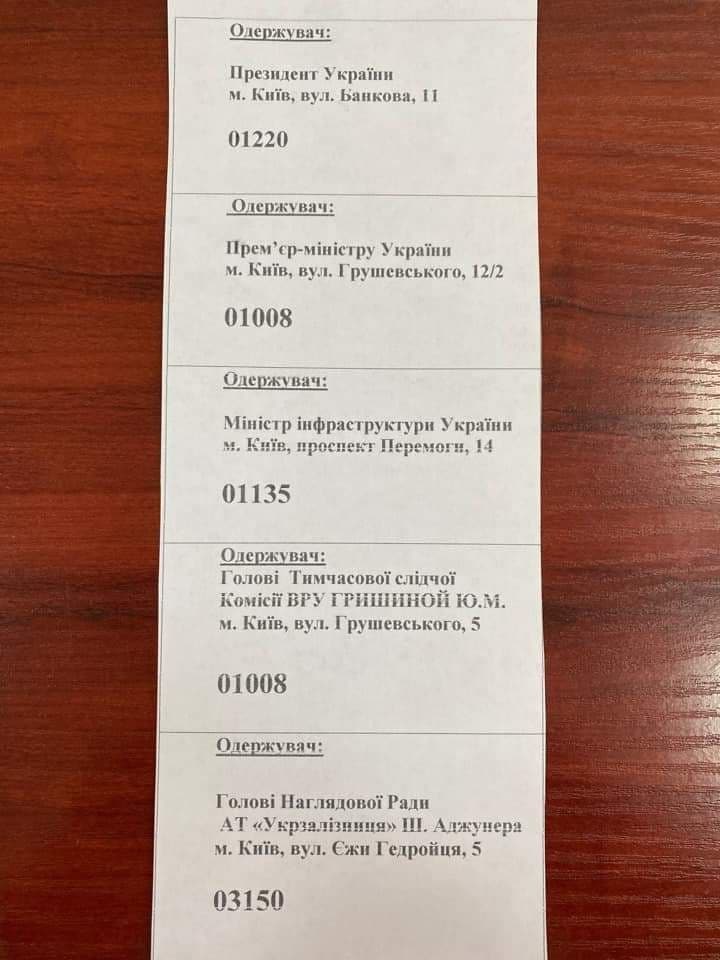 Одержувач:
Президент України
м. Київ, вул. Банкова, 11
01220
Одержувач:
Прем’єр-міністру України
м. Київ, вул. Грушевського, 12/2
01008
Одержувач:
Міністр інфраструктури України
м. Київ, проспект Перемоги, 14
01135
Одержувач:
Голові Тимчасової слідчої
Комісії ВРУ ГРИШИНОЙ Ю.М.
м. Київ, вул. Грушевського, 5
01008
Одержувач:
Голові Наглядової Ради
АТ «Укрзалізниця» Ш. Аджунера
м. Київ, вул. Єжи Гедройця, 5
03150